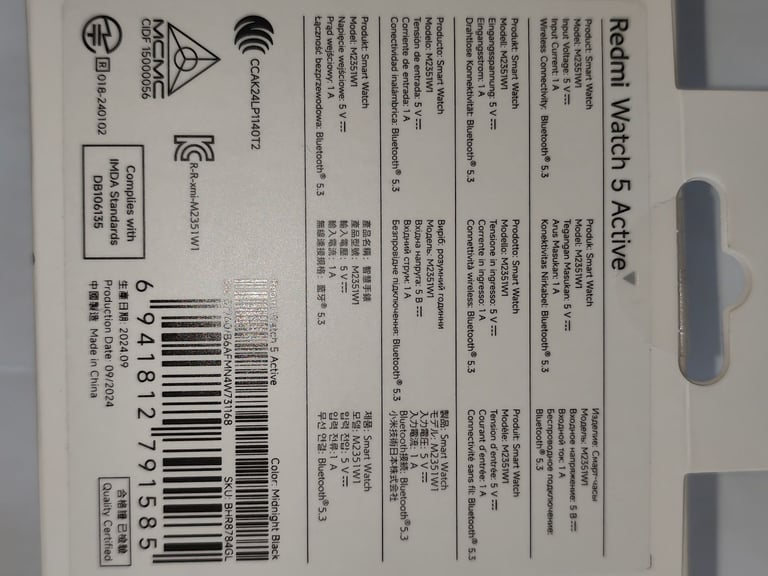 Redmi Watch 5 Active
Product: Smart Watch
Model: M2351W1
Input Voltage: 5 V⎓
Input Current: 1 A
Wireless Connectivity: Bluetooth® 5.3
Produk: Smart Watch
Model: M2351W1
Tegangan Masukan: 5 V⎓
Arus Masukan: 1 A
Konektivitas Nirkabel: Bluetooth® 5.3
Изделие: Смарт-часы
Модель: M2351W1
Входное напряжение: 5 В⎓
Входной ток: 1 А
Беспроводное подключение:
Bluetooth® 5.3
Produkt: Smart Watch
Modell: M2351W1
Eingangsspannung: 5 V⎓
Eingangsstrom: 1 A
Drahtlose Konnektivität: Bluetooth® 5.3
Prodotto: Smart Watch
Modello: M2351W1
Tensione in ingresso: 5 V⎓
Corrente in ingresso: 1 A
Connettività wireless: Bluetooth® 5.3
Produit: Smart Watch
Modèle: M2351W1
Tension d'entrée: 5 V⎓
Courant d'entrée: 1 A
Connectivité sans fil: Bluetooth® 5.3
Producto: Smart Watch
Modelo: M2351W1
Tensión de entrada: 5 V⎓
Corriente de entrada: 1 A
Conectividad inalámbrica: Bluetooth® 5.3
Виріб: розумний годинник
Модель: M2351W1
Вхідна напруга: 5 В⎓
Вхідний струм: 1 А
Безпровідне підключення: Bluetooth® 5.3
製品: Smart Watch
モデル: M2351W1
入力電圧: 5 V⎓
入力電流: 1 A
Bluetooth接続: Bluetooth®5.3
小米技術日本株式会社
Produkt: Smart Watch
Model: M2351W1
Napięcie wejściowe: 5 V⎓
Prąd wejściowy: 1 A
Łączność bezprzewodowa: Bluetooth® 5.3
產品名稱: 智慧手錶
產品型號: M2351W1
輸入電壓: 5 V⎓
輸入電流: 1 A
無線連接規格: 藍牙® 5.3
제품: Smart Watch
모델: M2351W1
입력 전압: 5 V⎓
입력 전류: 1 A
무선 연결: Bluetooth®5.3
CCAK24LP1140T2
MCMC
CIDF 15000056
R 018-240102
R-R-xmi-M2351W1
Complies with
IMDA Standards
DB106135
Watch 5 Active
Color: Midnight Black
SKU: BHR8784GL
6 941812 791585
生產日期: 2024.09
Production Date: 09/2024
中國製造 Made in China
合格證 已檢驗
Quality Certified